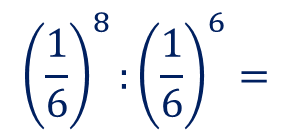 (1/6)⁸ : (1/6)⁶ =